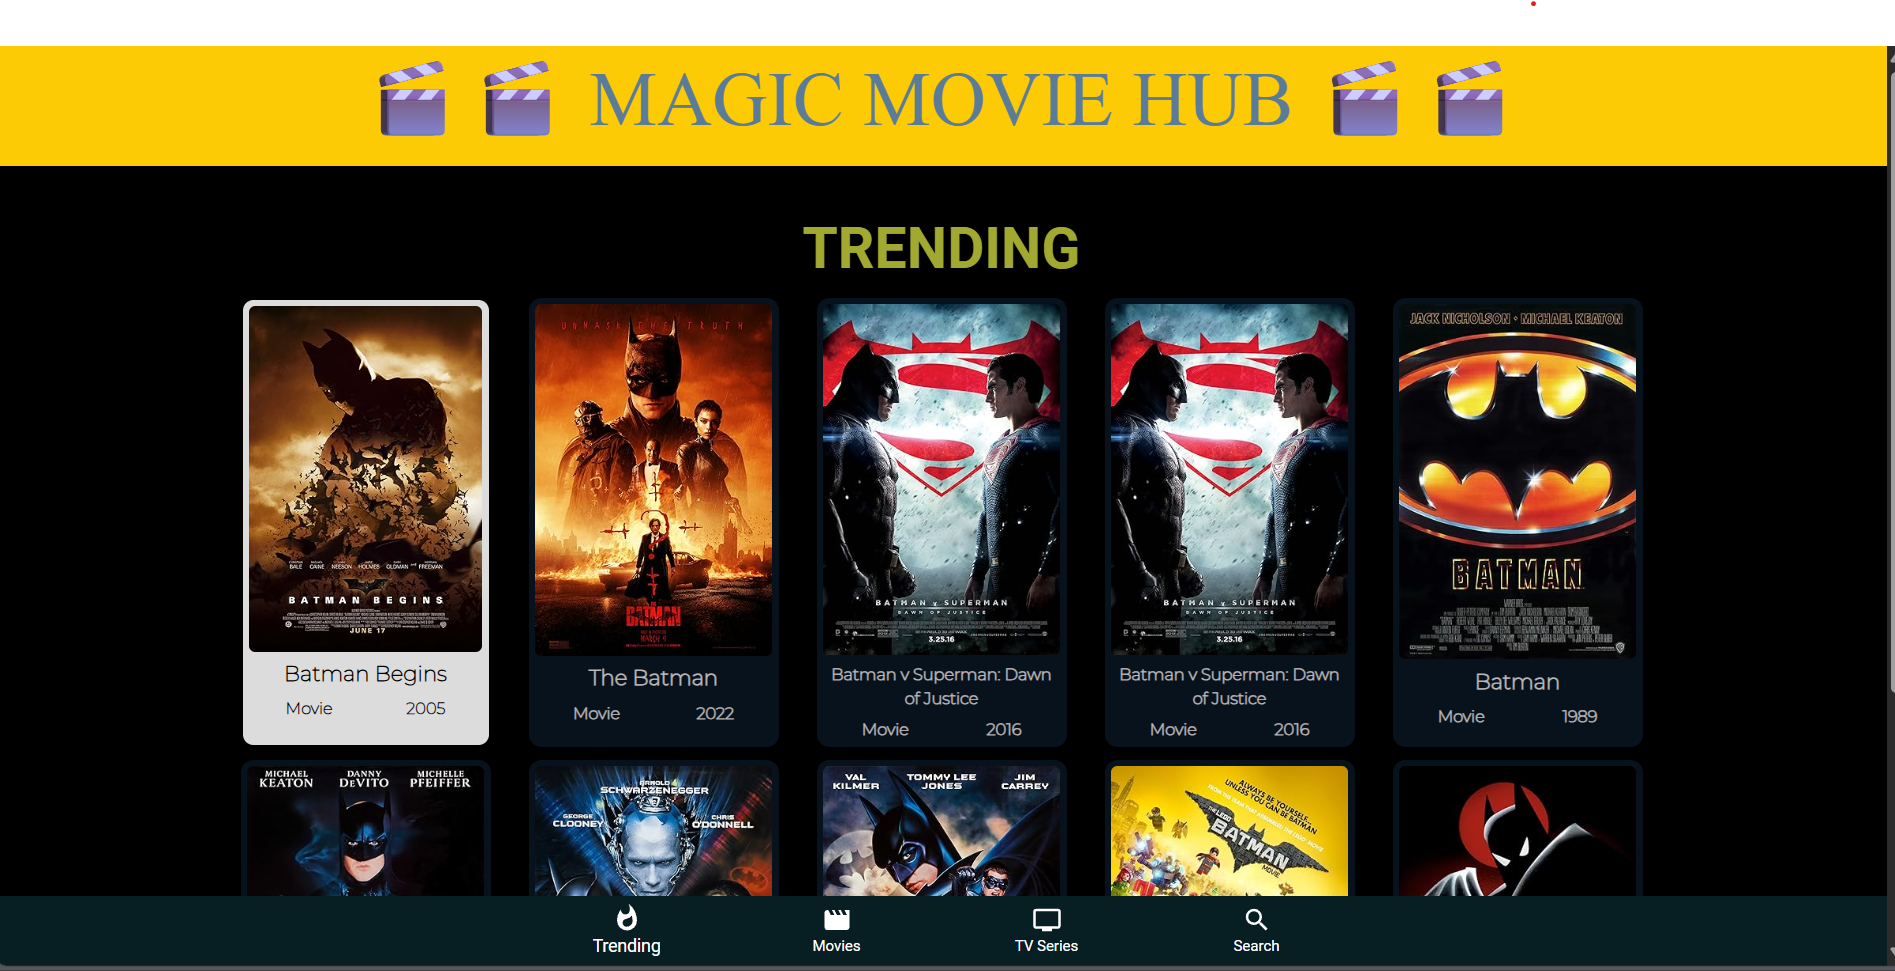 MAGIC MOVIE HUB
TRENDING
BATMAN BEGINS
JUNE 17
Batman Begins
Movie 2005
UNMASK THE TRUTH
THE
BATMAN
MARCH 4
The Batman
Movie 2022
BATMAN v SUPERMAN
DAWN OF JUSTICE
3.25.16
Batman v Superman: Dawn
of Justice
Movie 2016
BATMAN v SUPERMAN
DAWN OF JUSTICE
3.25.16
Batman v Superman: Dawn
of Justice
Movie 2016
JACK NICHOLSON • MICHAEL KEATON
BATMAN
Batman
Movie 1989
MICHAEL DANNY MICHELLE
KEATON DEVITO PFEIFFER
ARNOLD
SCHWARZENEGGER
GEORGE CHRIS
CLOONEY O'DONNELL
VAL TOMMY LEE JIM
KILMER JONES CARREY
ALWAYS BE YOURSELF...
UNLESS YOU CAN BE BATMAN
THE LEGO
BATMAN
MOVIE
Trending Movies TV Series Search